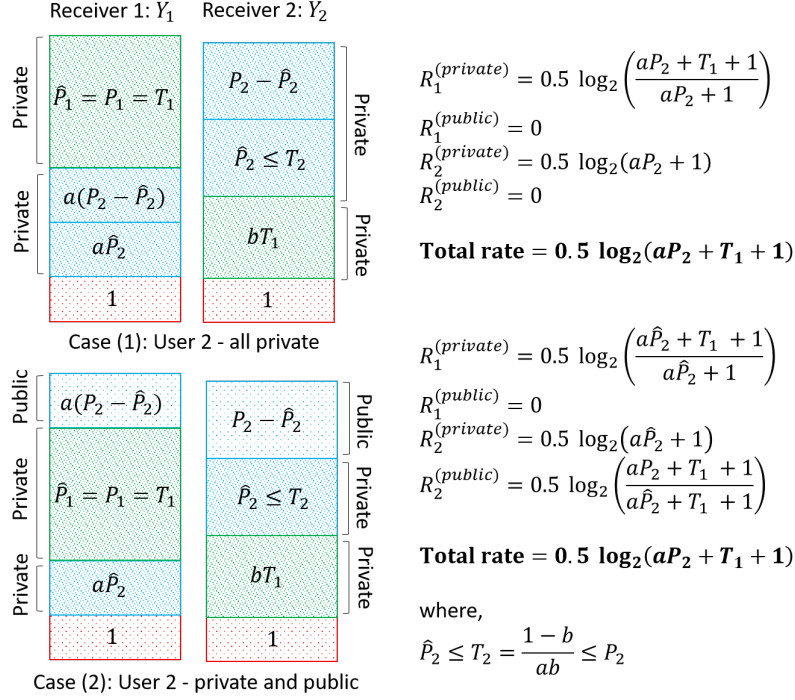 Receiver 1: Y₁ Receiver 2: Y₂
Private
P̂₁ = P₁ = T₁
Private
a(P₂ − P̂₂)
aP̂₂
1
P₂ − P̂₂
P̂₂ ≤ T₂
Private
bT₁
Private
1
Case (1): User 2 - all private
R₁^(private) = 0.5 log₂((aP₂ + T₁ + 1)/(aP₂ + 1))
R₁^(public) = 0
R₂^(private) = 0.5 log₂(aP₂ + 1)
R₂^(public) = 0
Total rate = 0.5 log₂(aP₂ + T₁ + 1)
Public
a(P₂ − P̂₂)
Private
P̂₁ = P₁ = T₁
Private
aP̂₂
1
P₂ − P̂₂
Public
P̂₂ ≤ T₂
Private
bT₁
Private
1
Case (2): User 2 - private and public
R₁^(private) = 0.5 log₂((aP̂₂ + T₁ + 1)/(aP̂₂ + 1))
R₁^(public) = 0
R₂^(private) = 0.5 log₂(aP̂₂ + 1)
R₂^(public) = 0.5 log₂((aP₂ + T₁ + 1)/(aP̂₂ + T₁ + 1))
Total rate = 0.5 log₂(aP₂ + T₁ + 1)
where,
P̂₂ ≤ T₂ = (1 − b)/(ab) ≤ P₂